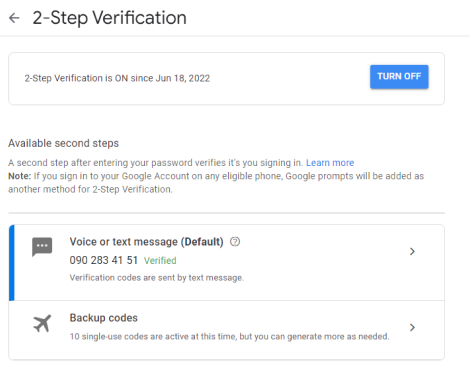 2-Step Verification
2-Step Verification is ON since Jun 18, 2022
TURN OFF
Available second steps
A second step after entering your password verifies it's you signing in. Learn more
Note: If you sign in to your Google Account on any eligible phone, Google prompts will be added as
another method for 2-Step Verification.
Voice or text message (Default)
090 283 41 51 Verified
Verification codes are sent by text message.
Backup codes
10 single-use codes are active at this time, but you can generate more as needed.